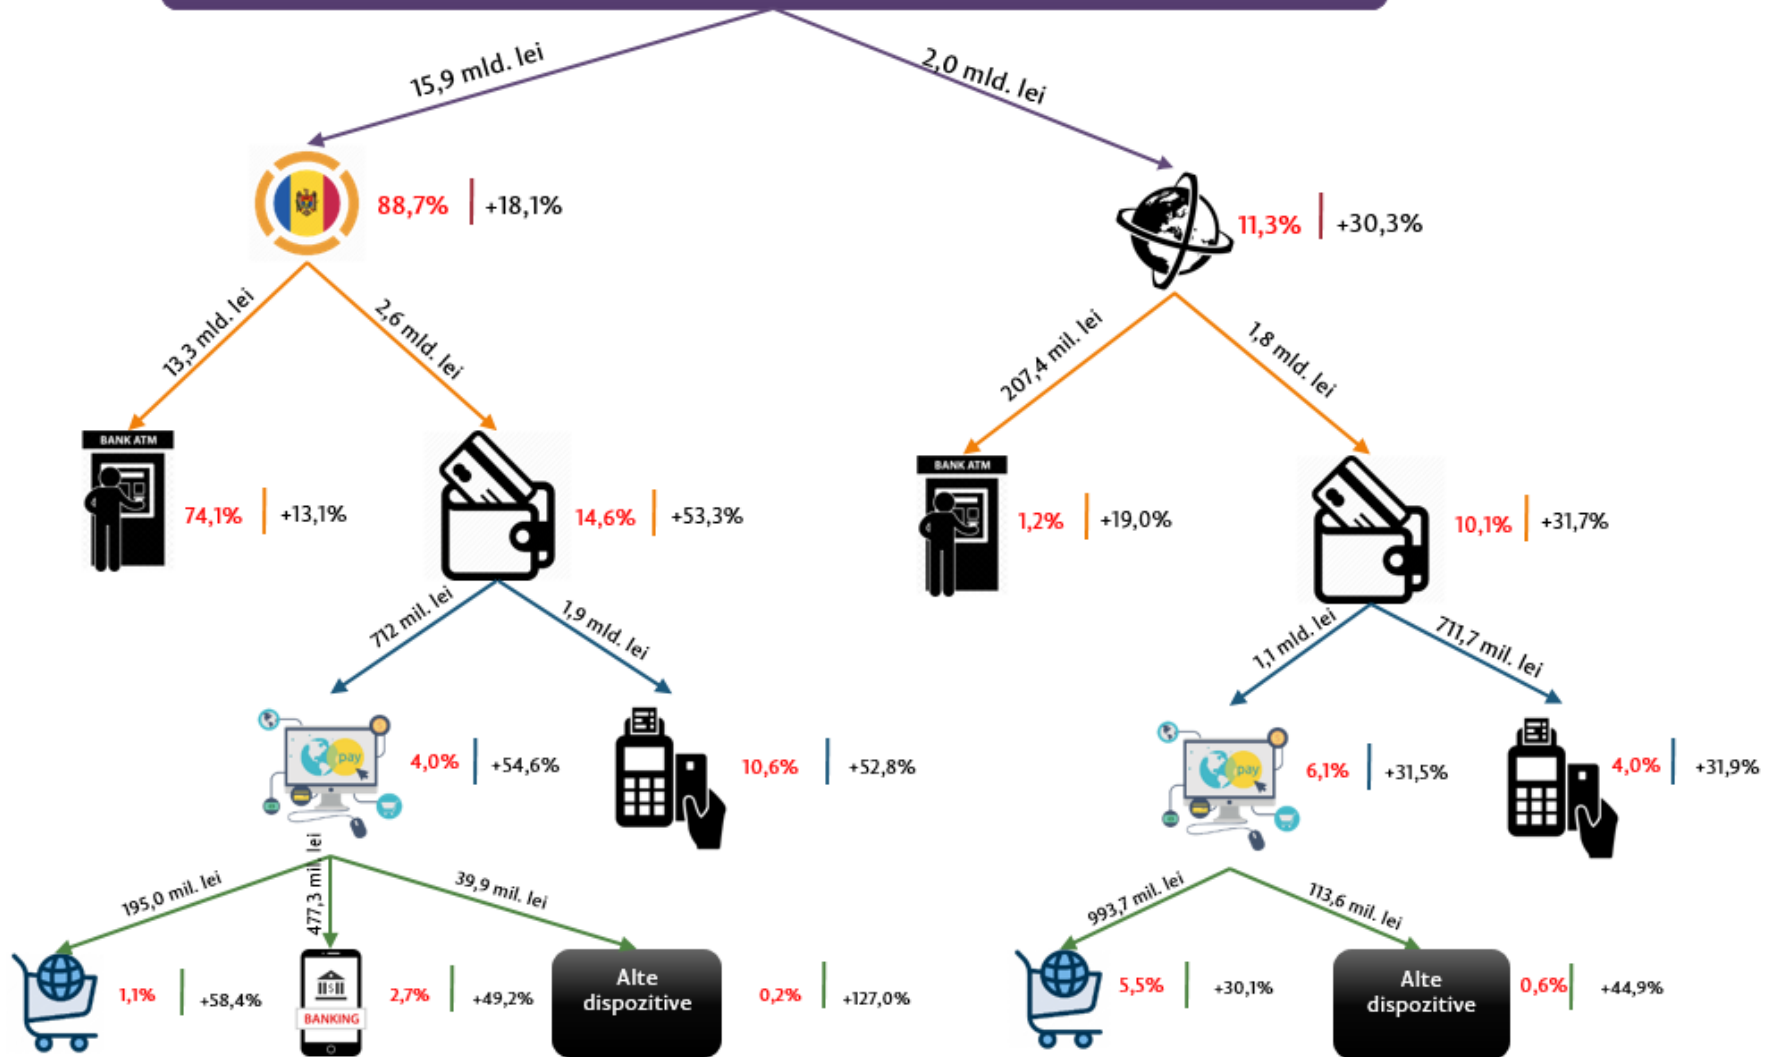 15,9 mld. lei
2,0 mld. lei
88,7%
+18,1%
11,3%
+30,3%
13,3 mld. lei
2,6 mld. lei
207,4 mil. lei
1,8 mld. lei
BANK ATM
74,1%
+13,1%
14,6%
+53,3%
BANK ATM
1,2%
+19,0%
10,1%
+31,7%
712 mil. lei
1,9 mld. lei
1,1 mld. lei
711,7 mil. lei
pay
4,0%
+54,6%
10,6%
+52,8%
pay
6,1%
+31,5%
4,0%
+31,9%
195,0 mil. lei
477,3 mil. lei
39,9 mil. lei
993,7 mil. lei
113,6 mil. lei
1,1%
+58,4%
$
BANKING
2,7%
+49,2%
Alte
dispozitive
0,2%
+127,0%
5,5%
+30,1%
Alte
dispozitive
0,6%
+44,9%